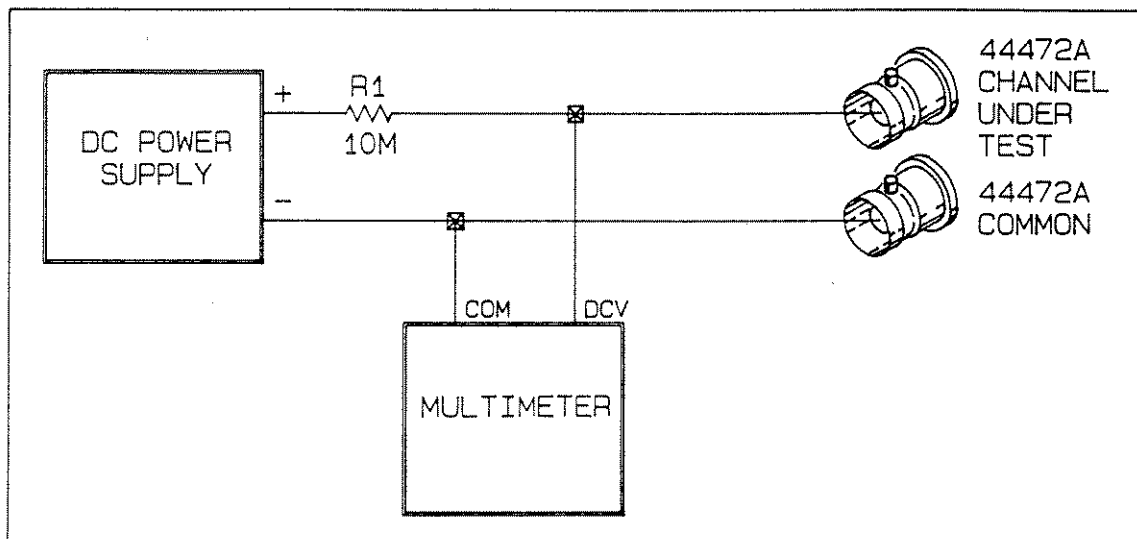 DC POWER
SUPPLY
+
-
R1
10M
44472A
CHANNEL
UNDER
TEST
44472A
COMMON
COM
DCV
MULTIMETER